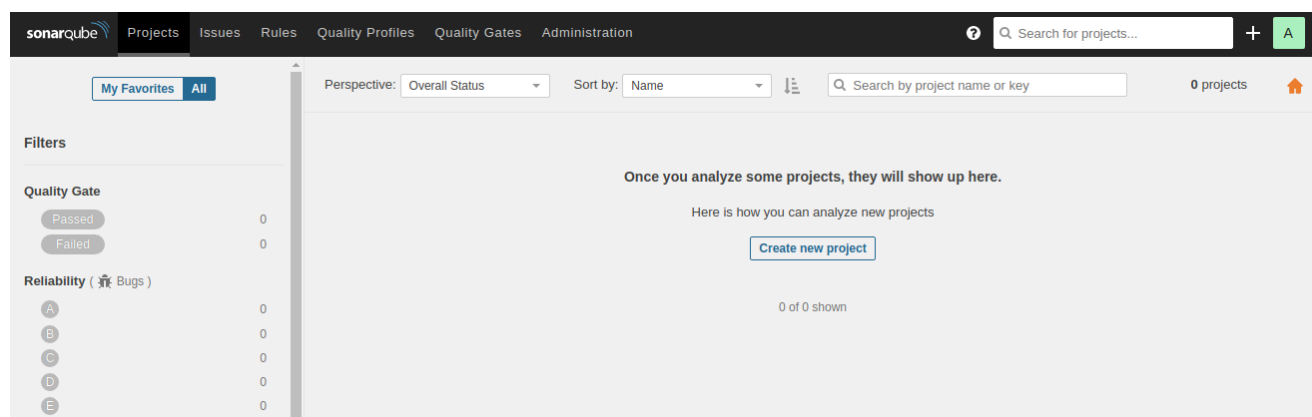 sonarqube Projects Issues Rules Quality Profiles Quality Gates Administration ? Search for projects... + A
My Favorites All Perspective: Overall Status Sort by: Name Search by project name or key 0 projects
Filters
Once you analyze some projects, they will show up here.
Quality Gate
Here is how you can analyze new projects
Passed 0
Failed 0
Create new project
Reliability ( Bugs )
A 0
0 of 0 shown
B 0
C 0
D 0
E 0